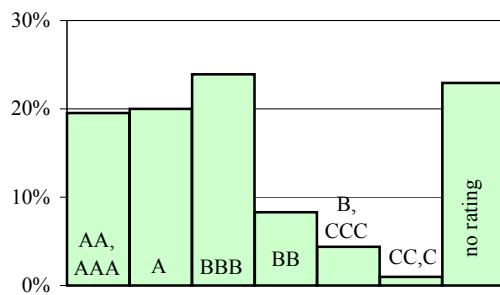 30%
20%
10%
0%
AA,
AAA
A
BBB
BB
B,
CCC
CC,C
no rating